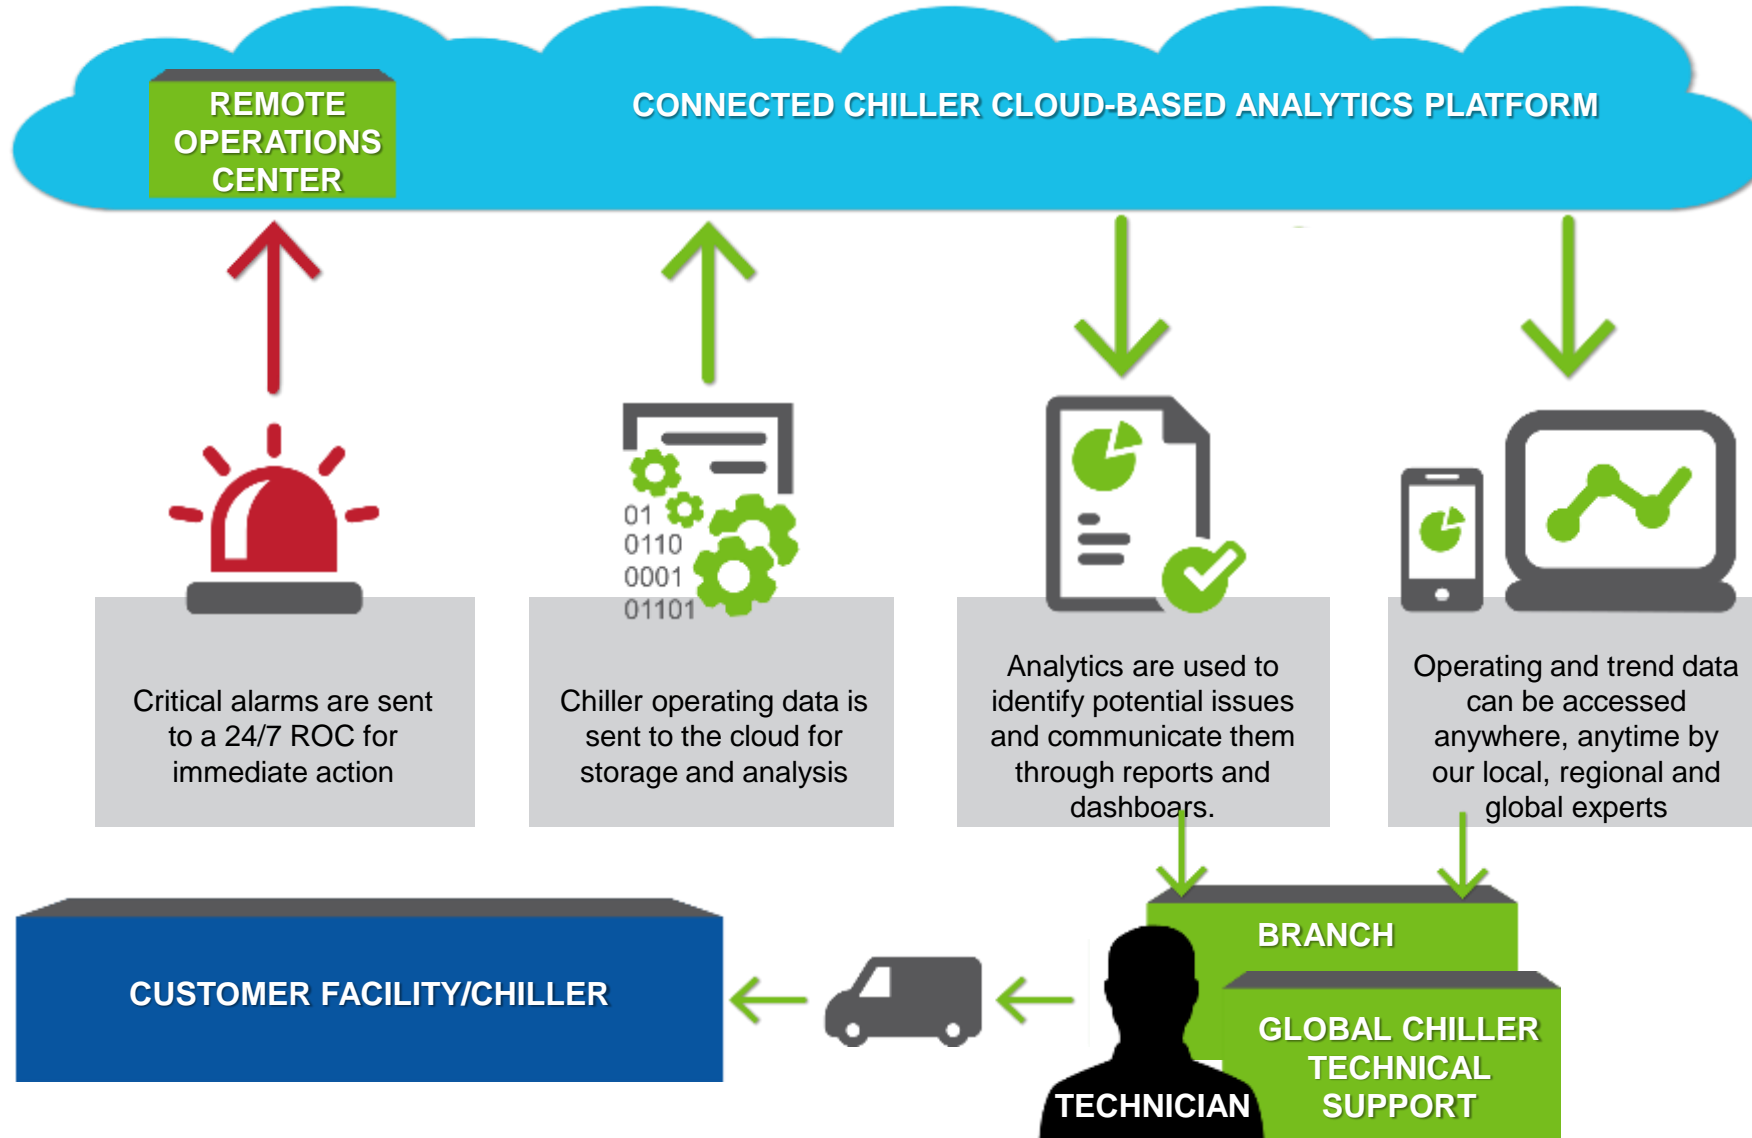 REMOTE
OPERATIONS
CENTER
CONNECTED CHILLER CLOUD-BASED ANALYTICS PLATFORM
01
0110
0001
01101
Critical alarms are sent
to a 24/7 ROC for
immediate action
Chiller operating data is
sent to the cloud for
storage and analysis
Analytics are used to
identify potential issues
and communicate them
through reports and
dashboars.
Operating and trend data
can be accessed
anywhere, anytime by
our local, regional and
global experts
CUSTOMER FACILITY/CHILLER
BRANCH
GLOBAL CHILLER
TECHNICAL
SUPPORT
TECHNICIAN